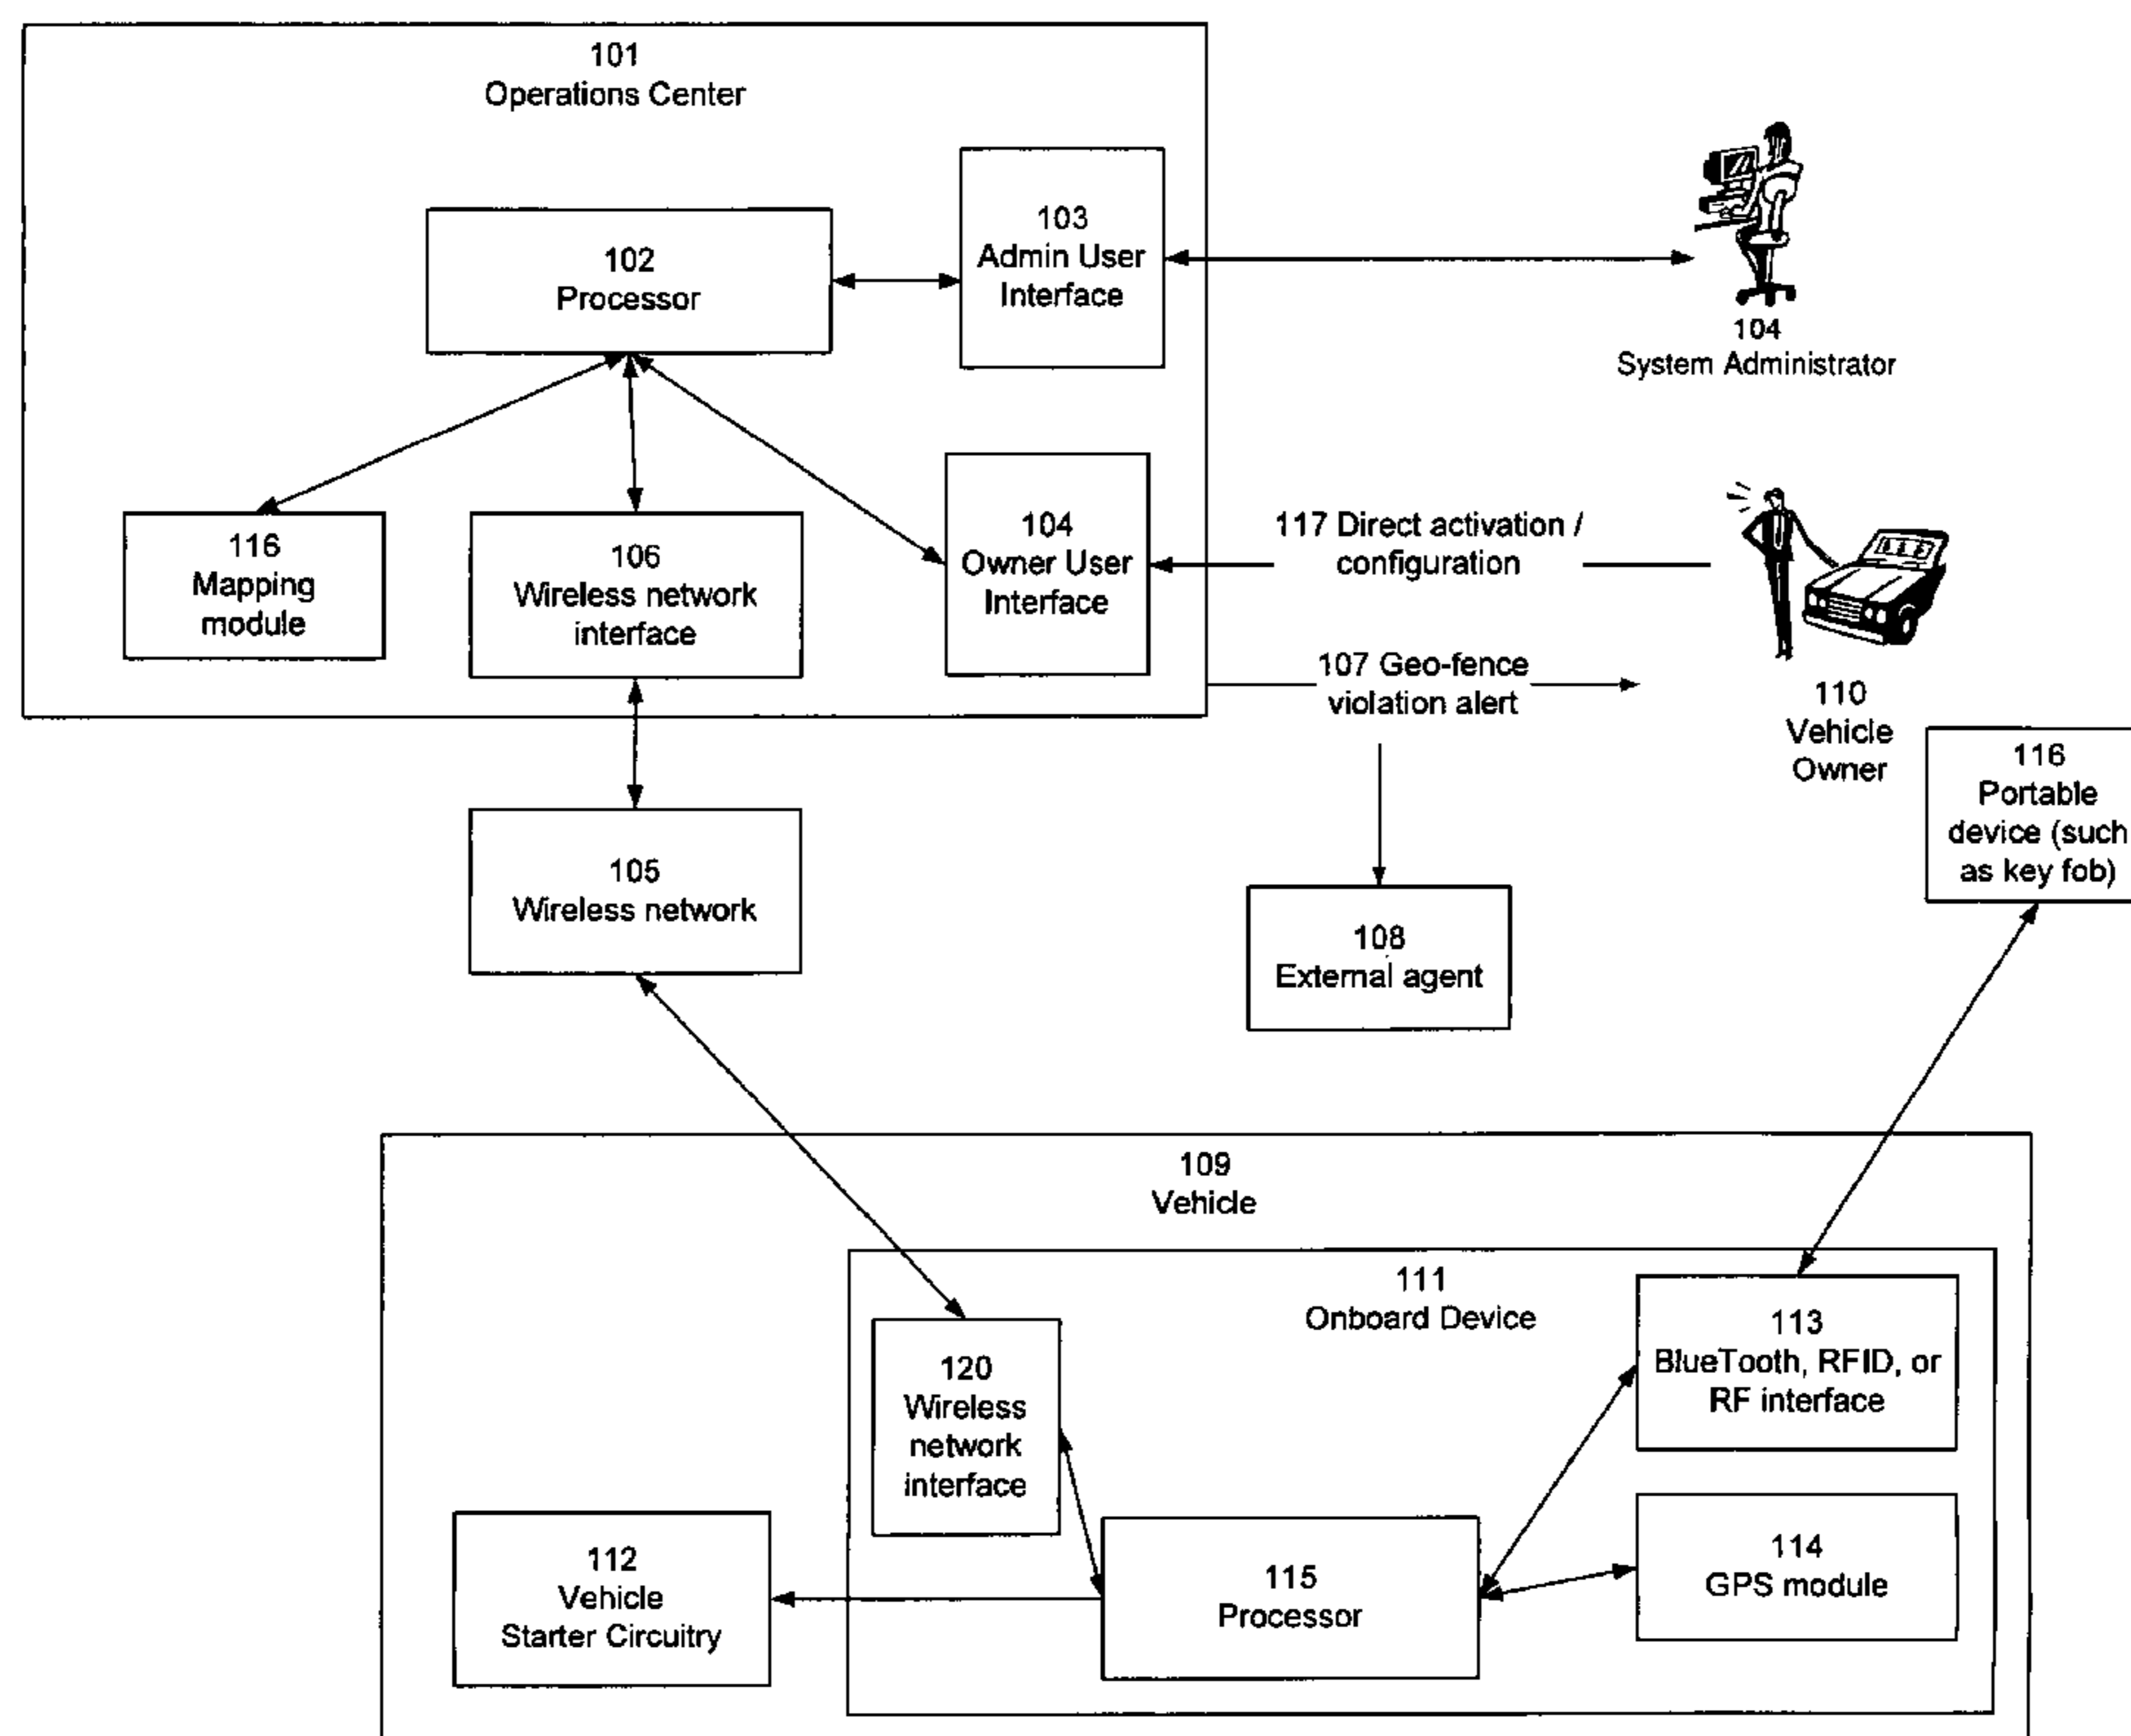 101
Operations Center
103
Admin User
Interface
102
Processor
104
System Administrator
116
Mapping
module
106
Wireless network
interface
104
Owner User
Interface
117 Direct activation /
configuration
107 Geo-fence
violation alert
110
Vehicle
Owner
116
Portable
device (such
as key fob)
105
Wireless network
108
External agent
109
Vehicle
111
Onboard Device
120
Wireless
network
interface
113
BlueTooth, RFID, or
RF interface
112
Vehicle
Starter Circuitry
115
Processor
114
GPS module